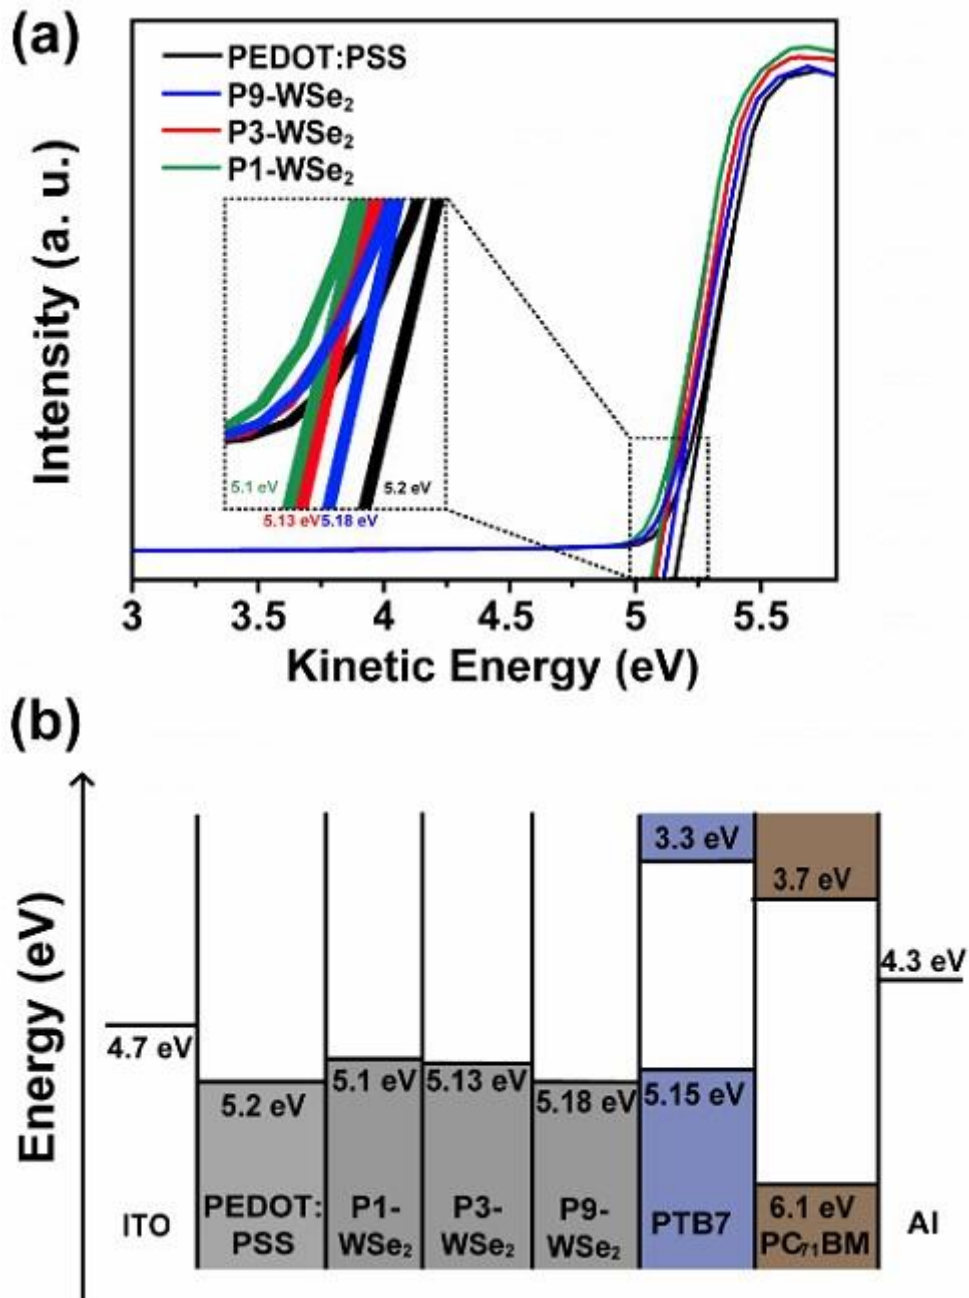 (a)
PEDOT:PSS
P9-WSe₂
P3-WSe₂
P1-WSe₂
5.1 eV
5.2 eV
5.13 eV 5.18 eV
Intensity (a. u.)
3 3.5 4 4.5 5 5.5
Kinetic Energy (eV)
(b)
Energy (eV)
3.3 eV
3.7 eV
4.3 eV
4.7 eV
5.2 eV
5.1 eV
5.13 eV
5.18 eV
5.15 eV
6.1 eV
ITO
PEDOT:
PSS
P1-
WSe₂
P3-
WSe₂
P9-
WSe₂
PTB7
PC₇₁BM
Al